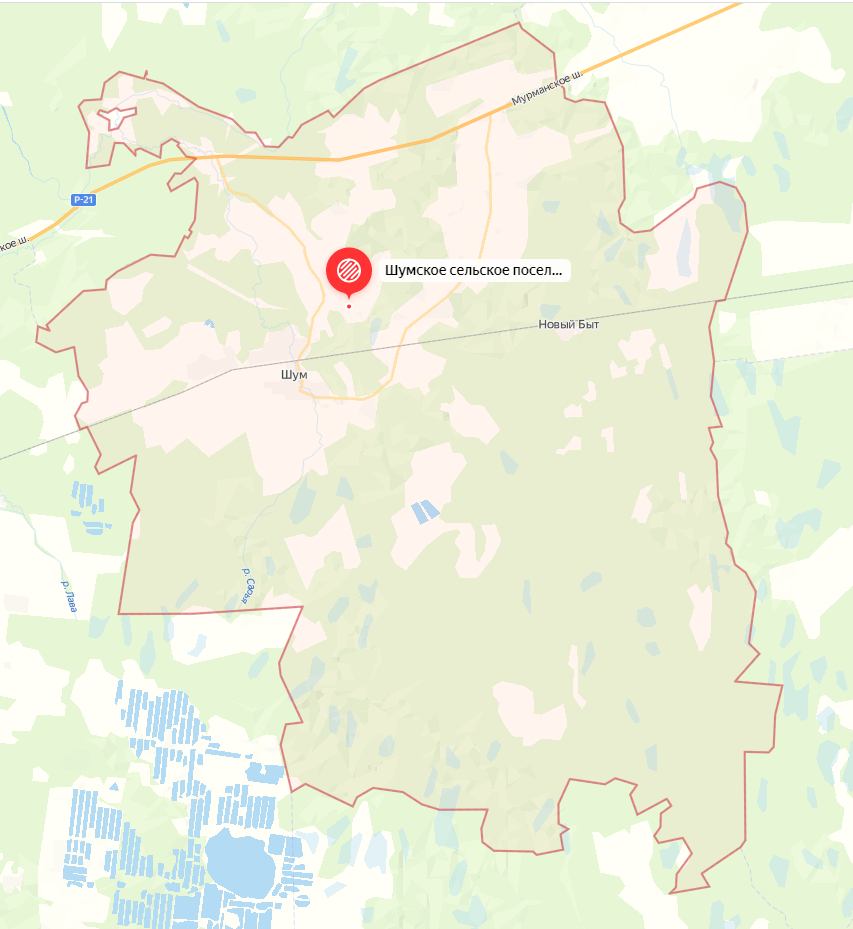 Мурманское ш.
Р-21
ское ш.
Шумское сельское посел...
Новый Быт
Шум
р. Сарья
р. Лава